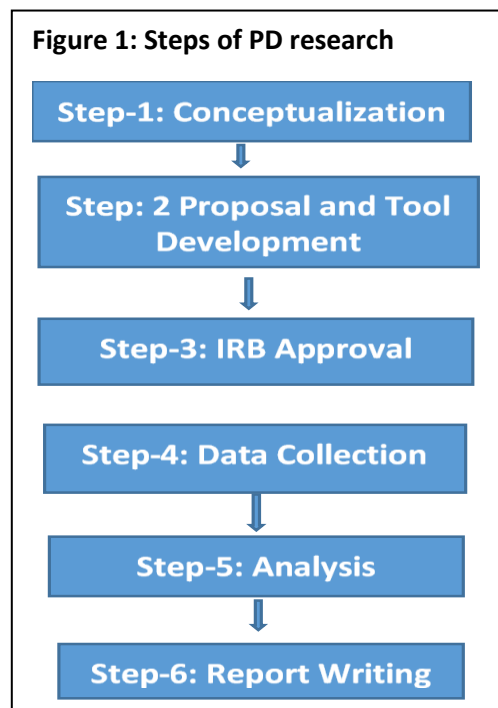 Figure 1: Steps of PD research
Step-1: Conceptualization
Step: 2 Proposal and Tool
Development
Step-3: IRB Approval
Step-4: Data Collection
Step-5: Analysis
Step-6: Report Writing